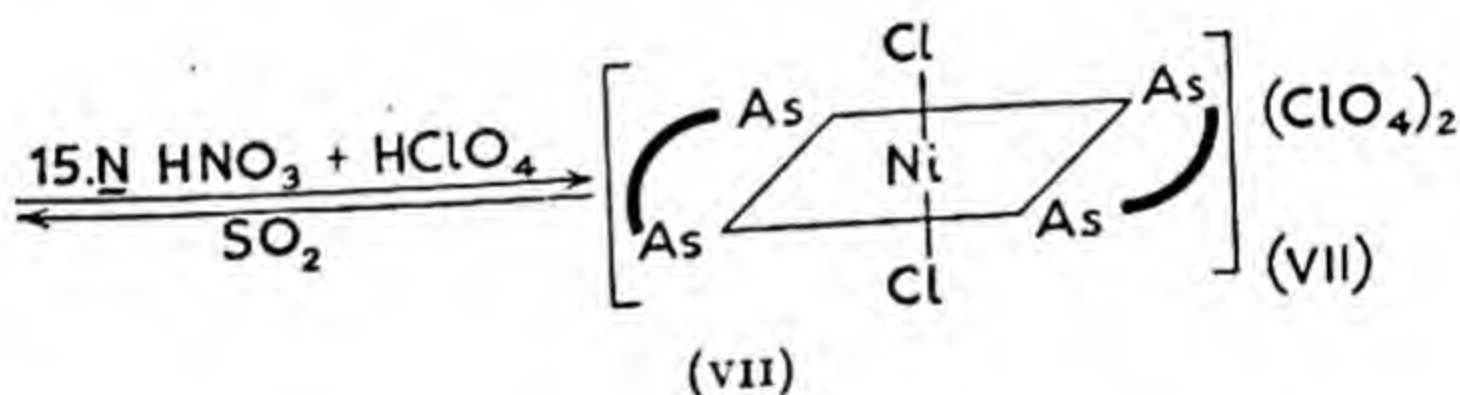 Cl
As As (ClO₄)₂
15.N HNO₃ + HClO₄ Ni
SO₂ As As
Cl (VII)
(VII)